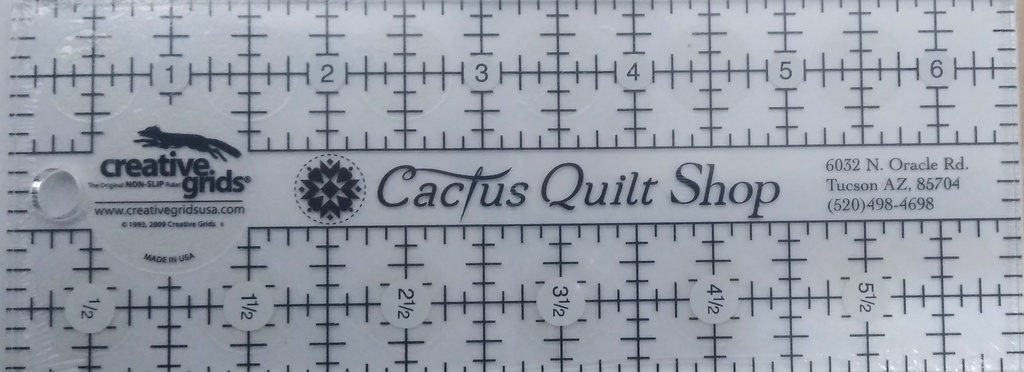 1 2 3 4 5 6
creative
The Original NON-SLIP Ruler
grids®
www.creativegridsusa.com
© 1993, 2009 Creative Grids
MADE IN USA
Cactus Quilt Shop
6032 N. Oracle Rd.
Tucson AZ, 85704
(520)498-4698
1/2 1 1/2 2 1/2 3 1/2 4 1/2 5 1/2